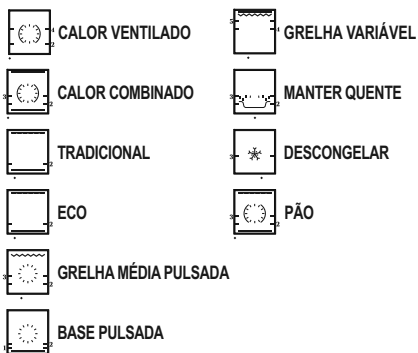 CALOR VENTILADO
CALOR COMBINADO
TRADICIONAL
ECO
GRELHA MÉDIA PULSADA
BASE PULSADA
GRELHA VARIÁVEL
MANTER QUENTE
DESCONGELAR
PÃO